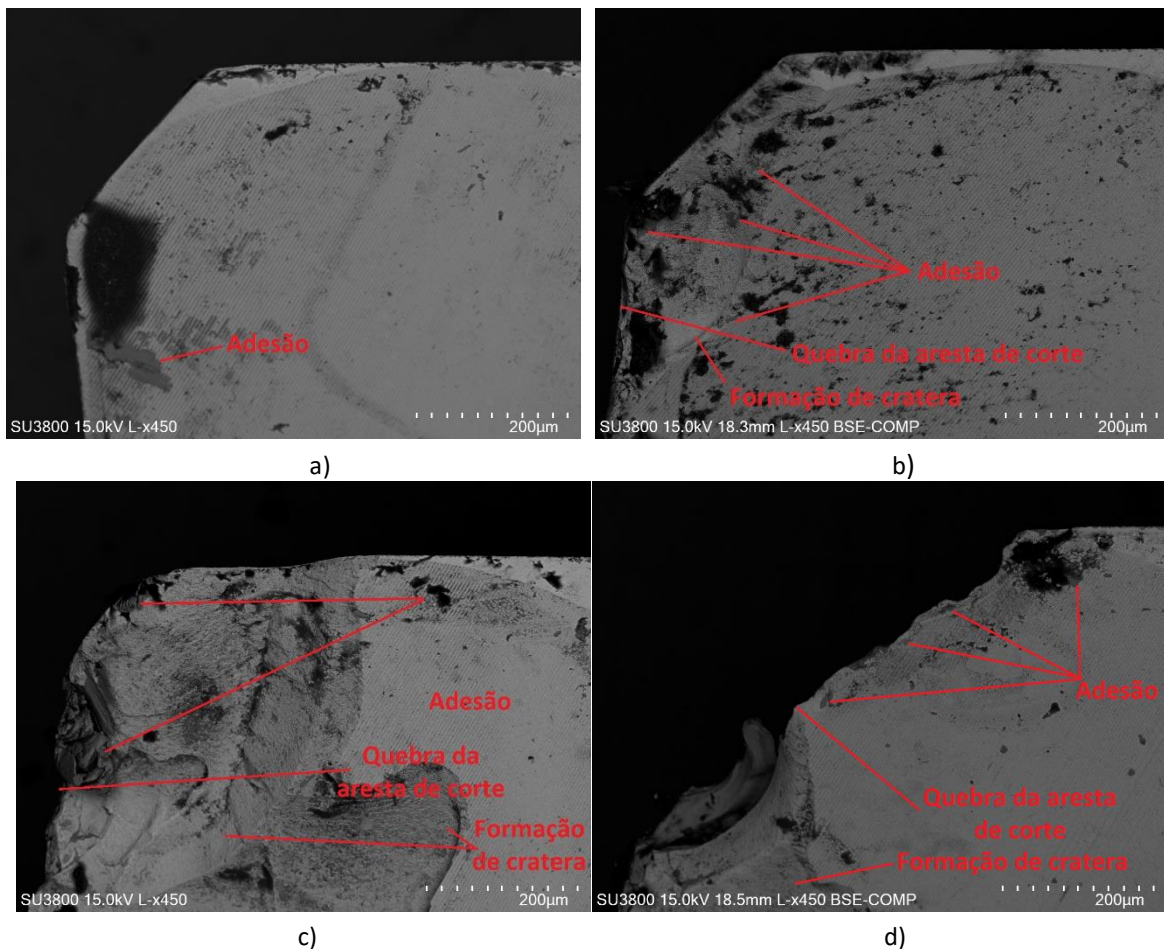 Adesão
200µm
SU3800 15.0kV L-x450
a)
Adesão
Quebra da aresta de corte
Formação de cratera
200µm
SU3800 15.0kV 18.3mm L-x450 BSE-COMP
b)
Adesão
Quebra da
aresta de corte
Formação
de cratera
200µm
SU3800 15.0kV L-x450
c)
Adesão
Quebra da aresta
de corte
Formação de cratera
200µm
SU3800 15.0kV 18.5mm L-x450 BSE-COMP
d)